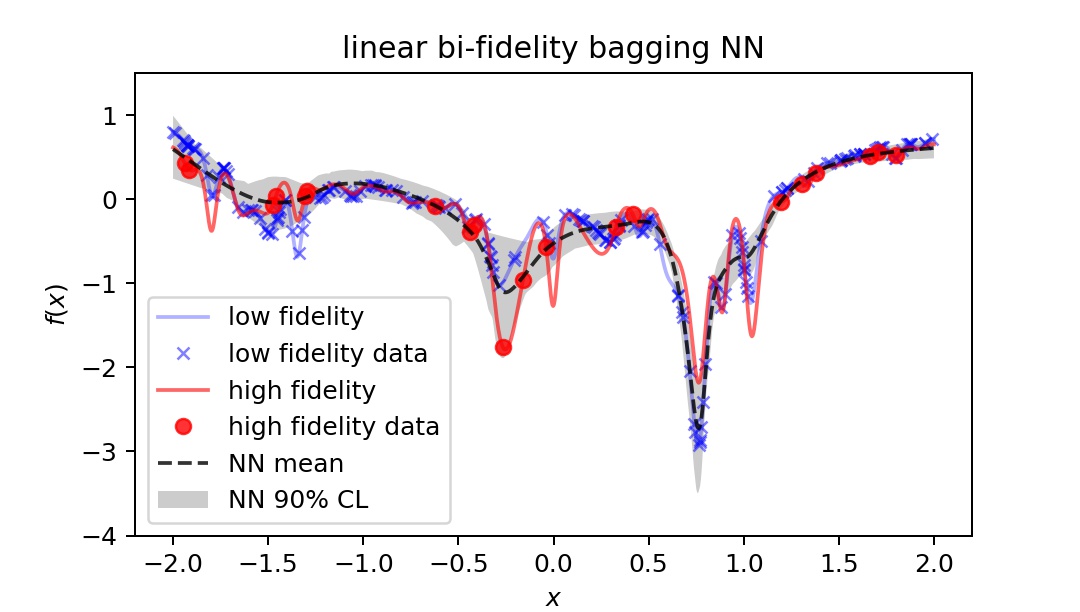 linear bi-fidelity bagging NN
1
0
−1
−2
−3
−4
f(x)
low fidelity
low fidelity data
high fidelity
high fidelity data
NN mean
NN 90% CL
−2.0 −1.5 −1.0 −0.5 0.0 0.5 1.0 1.5 2.0
x